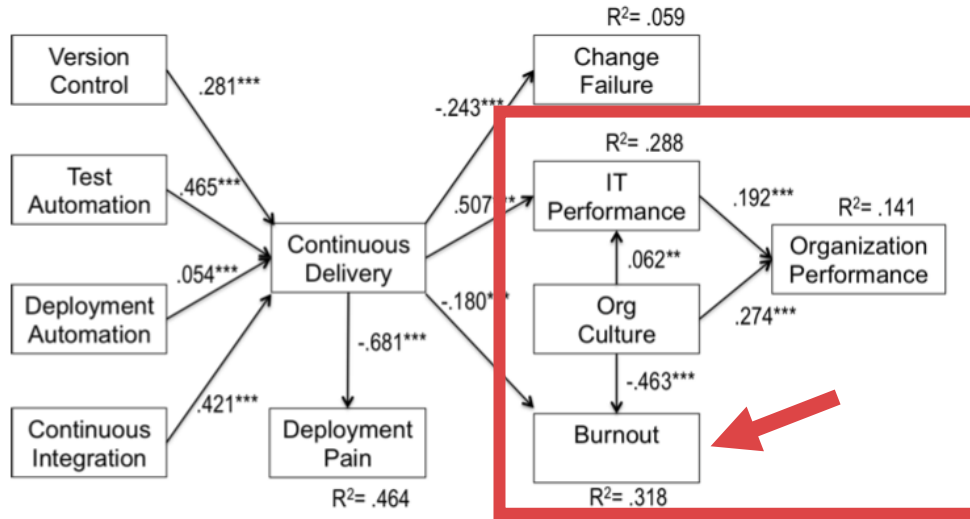 R²= .059
Version
Control
Change
Failure
.281***
-.243***
R²= .288
Test
Automation
.465***
IT
Performance
.507***
.192***
R²= .141
Continuous
Delivery
Organization
Performance
.054***
.062**
Deployment
Automation
-.180***
Org
Culture
.274***
-.681***
-.463***
.421***
Continuous
Integration
Deployment
Pain
Burnout
R²= .464
R²= .318